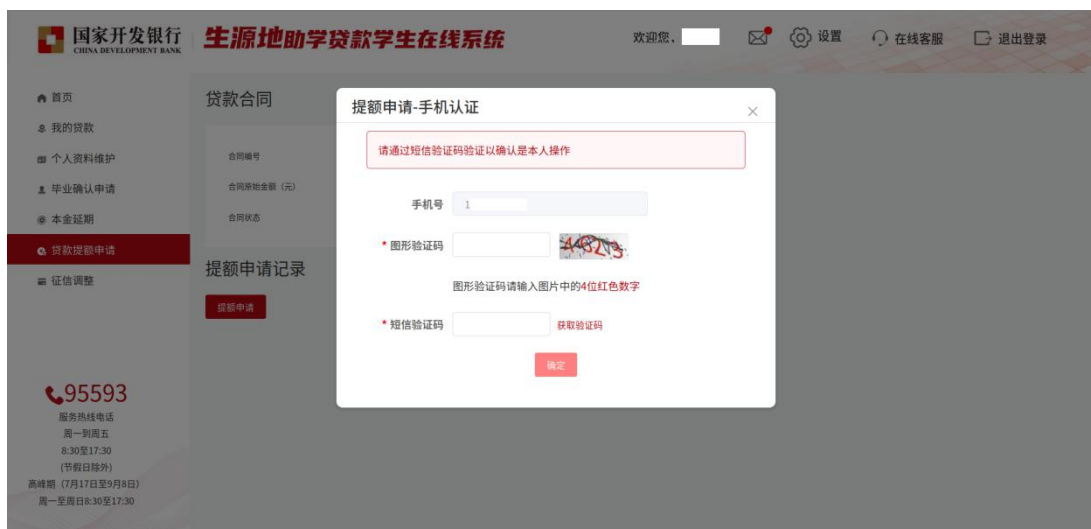 国家开发银行
CHINA DEVELOPMENT BANK
生源地助学贷款学生在线系统
欢迎您，
设置
在线客服
退出登录
首页
我的贷款
个人资料维护
毕业确认申请
本金延期
贷款提额申请
征信调整
95593
服务热线电话
周一到周五
8:30至17:30
(节假日除外)
高峰期（7月17日至9月8日）
周一至周日8:30至17:30
贷款合同
合同编号
合同原始金额（元）
合同状态
提额申请记录
提额申请
提额申请-手机认证
请通过短信验证码验证以确认是本人操作
手机号 1
* 图形验证码
图形验证码请输入图片中的4位红色数字
* 短信验证码 获取验证码
确定